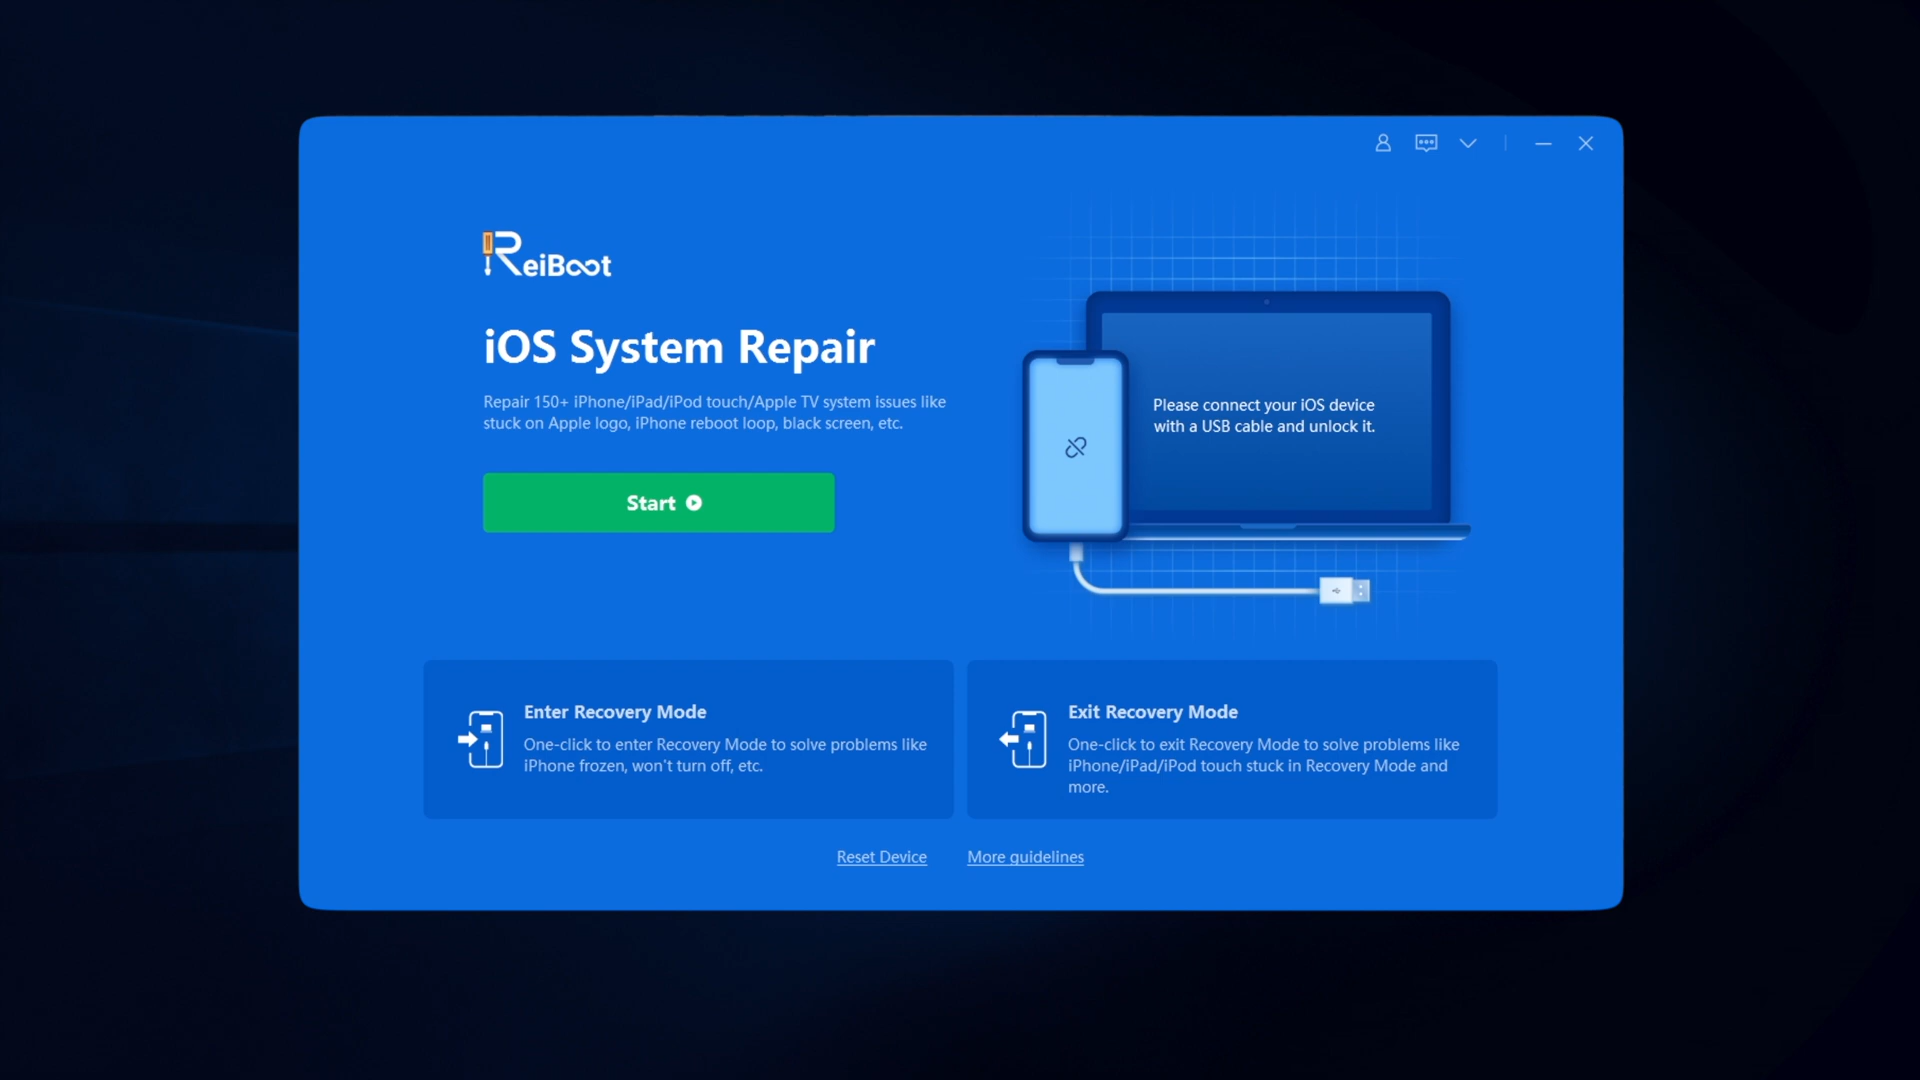 ReiBoot
iOS System Repair
Repair 150+ iPhone/iPad/iPod touch/Apple TV system issues like
stuck on Apple logo, iPhone reboot loop, black screen, etc.
Start
Please connect your iOS device
with a USB cable and unlock it.
Enter Recovery Mode
One-click to enter Recovery Mode to solve problems like
iPhone frozen, won't turn off, etc.
Exit Recovery Mode
One-click to exit Recovery Mode to solve problems like
iPhone/iPad/iPod touch stuck in Recovery Mode and
more.
Reset Device
More guidelines